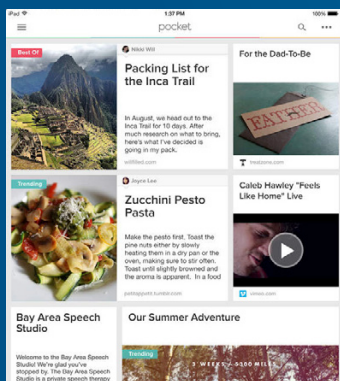 iPad
1:37 PM
100%
pocket
Best Of
Nikki Will
Packing List for
the Inca Trail
In August, we head out to the
Inca Trail for 10 days. After
much research on what to bring,
here's what I've decided is
going in my pack.
For the Dad-To-Be
FATHER
Trending
Joyce Lee
Zucchini Pesto
Pasta
Make the pesto first. Toast the
pine nuts either by slowly
heating them in a dry pan or the
oven, making sure to stir often.
Toast until slightly browned and
the aroma is apparent. In a food
Caleb Hawley "Feels
Like Home" Live
vimeo.com
Bay Area Speech
Studio
Welcome to the Bay Area Speech
Studio! We're glad you've
stopped by. The Bay Area Speech
Studio is a private speech therapy
Our Summer Adventure
Trending
3 WEEKS / 3200 MILES